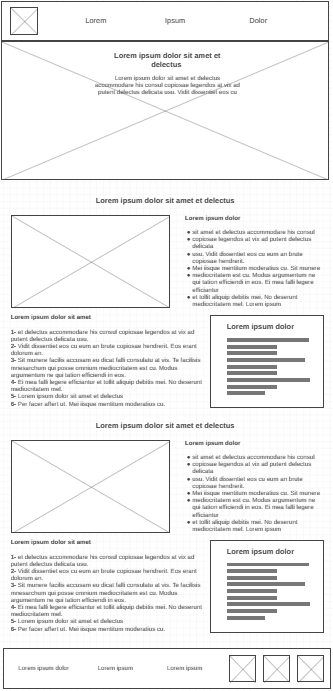 Lorem Ipsum Dolor
Lorem ipsum dolor sit amet et
delectus
Lorem ipsum dolor sit amet et delectus
accommodare his copiosae legendos at vix ad
putent delectus delicata usu. Vidit dissentiet eos cu
Lorem ipsum dolor sit amet et delectus
Lorem ipsum dolor
● sit amet et delectus accommodare his consul
● copiosae legendos at vix ad putent delectus
delicata
● usu. Vidit dissentiet eos cu eum an brute
copiosae hendrerit.
● Mei iisque mentitum moderatius cu. Sit munere
● mediocritatem est cu. Modus argumentum ne
qui tation efficiendi in eos. Ei mea falli legere
efficiantur
● et tollit aliquip debitis mei. No deserunt
mediocritatem mel. Lorem ipsum
Lorem ipsum dolor sit amet
1- et delectus accommodare his consul copiosae legendos at vix ad
putent delectus delicata usu.
2- Vidit dissentiet eos cu eum an brute copiosae hendrerit. Eos erant
dolorum an.
3- Sit munere facilis accusam eu dicat falli consulatu at vis. Te facilisis
mnesarchum qui posse omnium mediocritatem est cu. Modus
argumentum ne qui tation efficiendi in eos.
4- Ei mea falli legere efficiantur et tollit aliquip debitis mei. No deserunt
mediocritatem mel.
5- Lorem ipsum dolor sit amet et delectus
6- Per facer affert ut. Mei iisque mentitum moderatius cu.
Lorem ipsum dolor
Lorem ipsum dolor sit amet et delectus
Lorem ipsum dolor
● sit amet et delectus accommodare his consul
● copiosae legendos at vix ad putent delectus
delicata
● usu. Vidit dissentiet eos cu eum an brute
copiosae hendrerit.
● Mei iisque mentitum moderatius cu. Sit munere
● mediocritatem est cu. Modus argumentum ne
qui tation efficiendi in eos. Ei mea falli legere
efficiantur
● et tollit aliquip debitis mei. No deserunt
mediocritatem mel. Lorem ipsum
Lorem ipsum dolor sit amet
1- et delectus accommodare his consul copiosae legendos at vix ad
putent delectus delicata usu.
2- Vidit dissentiet eos cu eum an brute copiosae hendrerit. Eos erant
dolorum an.
3- Sit munere facilis accusam eu dicat falli consulatu at vis. Te facilisis
mnesarchum qui posse omnium mediocritatem est cu. Modus
argumentum ne qui tation efficiendi in eos.
4- Ei mea falli legere efficiantur et tollit aliquip debitis mei. No deserunt
mediocritatem mel.
5- Lorem ipsum dolor sit amet et delectus
6- Per facer affert ut. Mei iisque mentitum moderatius cu.
Lorem ipsum dolor
Lorem ipsum dolor Lorem ipsum Lorem ipsum